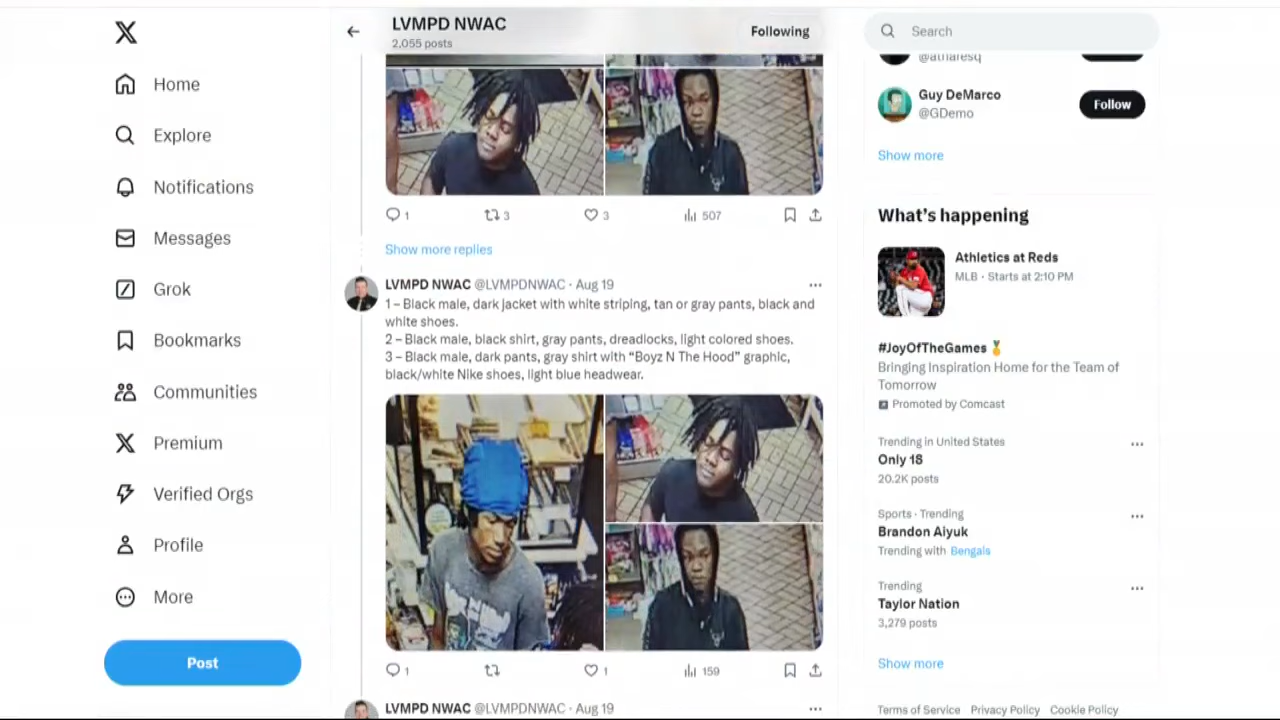 X
Home
Explore
Notifications
Messages
Grok
Bookmarks
Communities
Premium
Verified Orgs
Profile
More
Post
LVMPD NWAC
2,055 posts
Following
1
3
3
507
Show more replies
LVMPD NWAC @LVMPDNWAC · Aug 19
1 – Black male, dark jacket with white striping, tan or gray pants, black and
white shoes.
2 – Black male, black shirt, gray pants, dreadlocks, light colored shoes.
3 – Black male, dark pants, gray shirt with “Boyz N The Hood” graphic,
black/white Nike shoes, light blue headwear.
1
1
159
LVMPD NWAC @LVMPDNWAC · Aug 19
Search
Guy DeMarco
@GDemo
Follow
Show more
What’s happening
Athletics at Reds
MLB · Starts at 2:10 PM
#JoyOfTheGames 🏅
Bringing Inspiration Home for the Team of
Tomorrow
Promoted by Comcast
Trending in United States
Only 18
20.2K posts
Sports · Trending
Brandon Aiyuk
Trending with Bengals
Trending
Taylor Nation
3,279 posts
Show more
Terms of Service Privacy Policy Cookie Policy